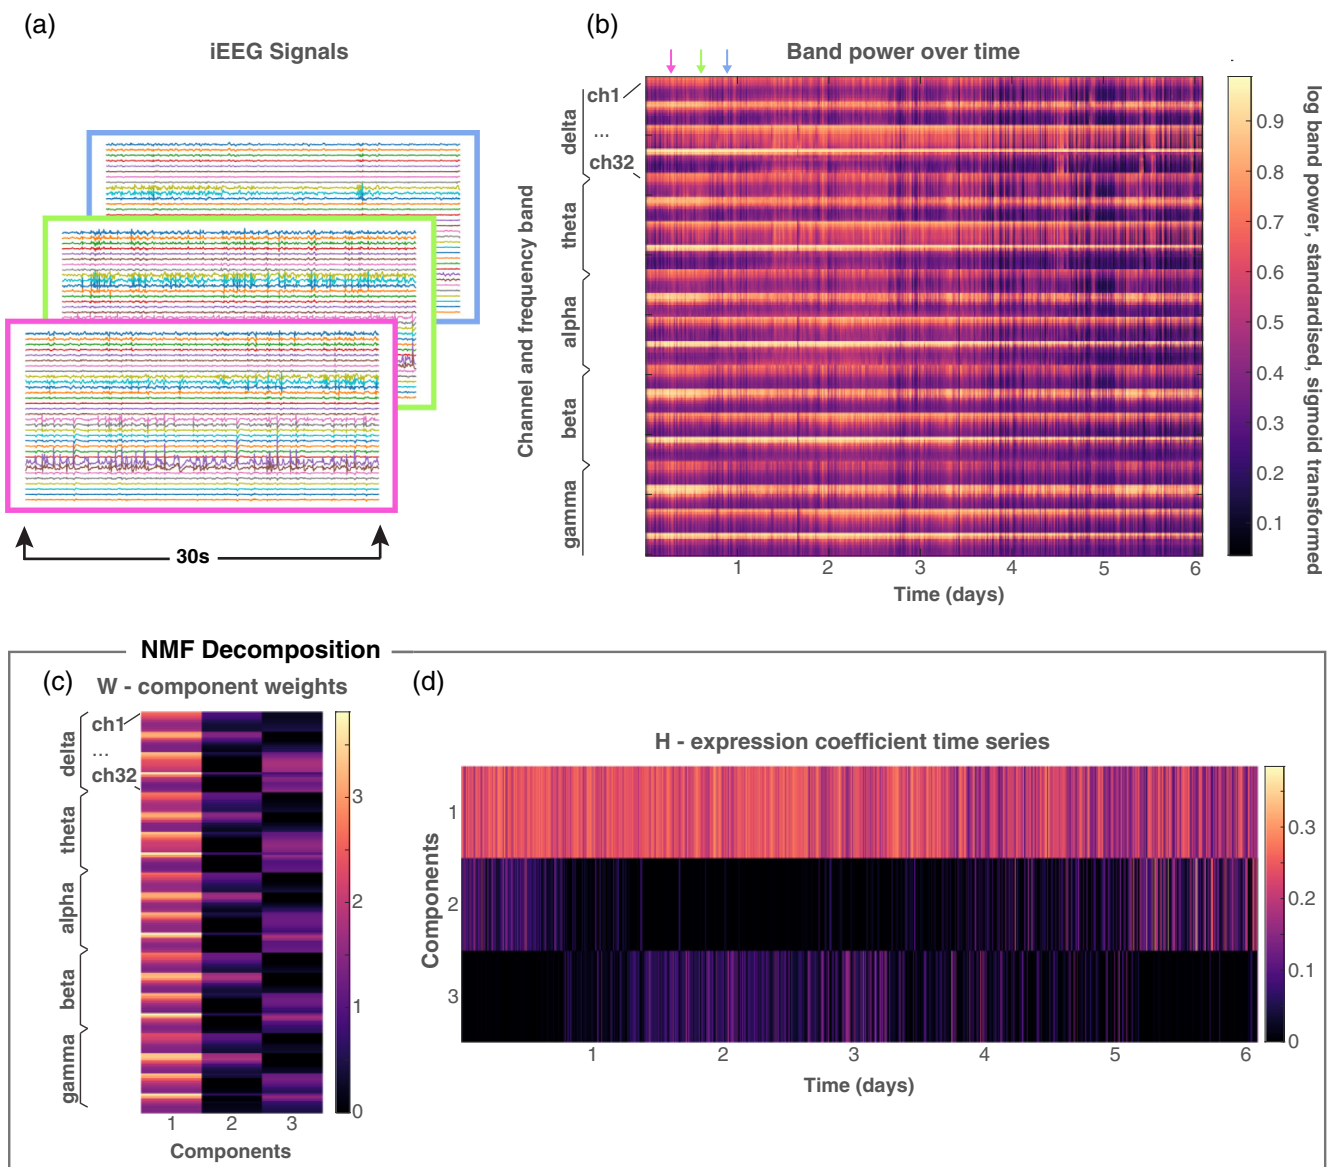 (a)
iEEG Signals
30s
(b)
Band power over time
ch1
...
ch32
delta
theta
alpha
beta
gamma
Channel and frequency band
1
2
3
4
5
6
Time (days)
0.9
0.8
0.7
0.6
0.5
0.4
0.3
0.2
0.1
log band power, standardised, sigmoid transformed
NMF Decomposition
(c)
W - component weights
ch1
...
ch32
delta
theta
alpha
beta
gamma
1
2
3
Components
3
2
1
0
(d)
H - expression coefficient time series
Components
1
2
3
1
2
3
4
5
6
Time (days)
0.3
0.2
0.1
0